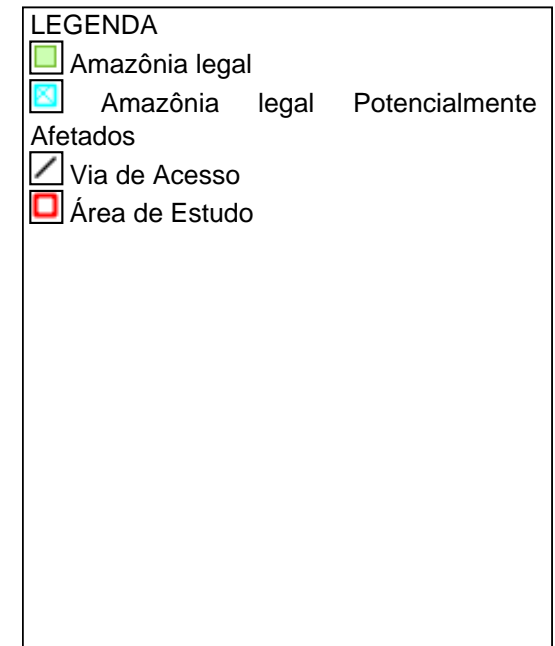 LEGENDA
Amazônia legal
Amazônia legal Potencialmente
Afetados
Via de Acesso
Área de Estudo